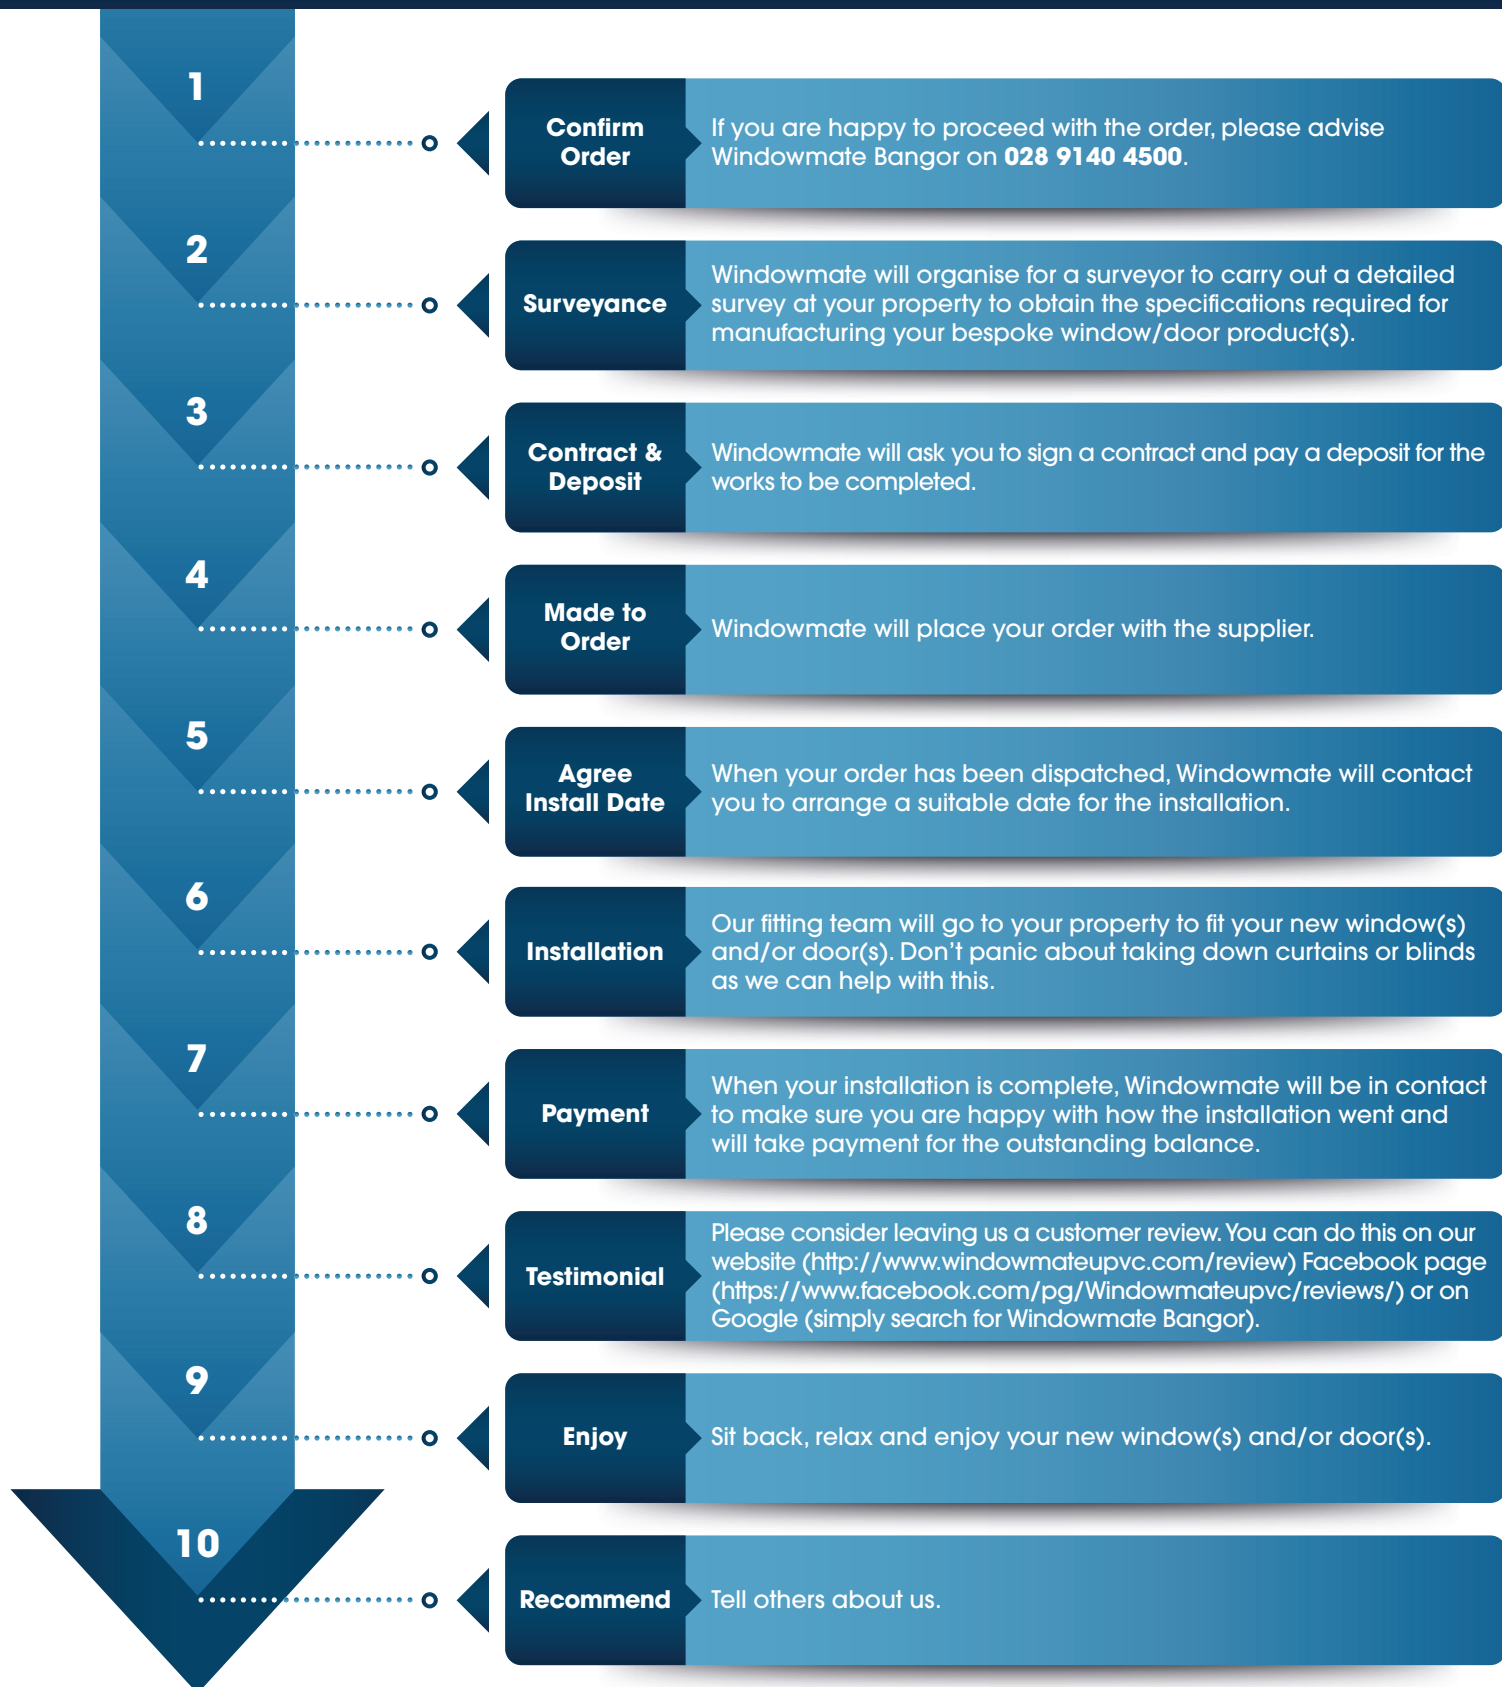 1
Confirm
Order
If you are happy to proceed with the order, please advise
Windowmate Bangor on 028 9140 4500.
2
Surveyance
Windowmate will organise for a surveyor to carry out a detailed
survey at your property to obtain the specifications required for
manufacturing your bespoke window/door product(s).
3
Contract &
Deposit
Windowmate will ask you to sign a contract and pay a deposit for the
works to be completed.
4
Made to
Order
Windowmate will place your order with the supplier.
5
Agree
Install Date
When your order has been dispatched, Windowmate will contact
you to arrange a suitable date for the installation.
6
Installation
Our fitting team will go to your property to fit your new window(s)
and/or door(s). Don't panic about taking down curtains or blinds
as we can help with this.
7
Payment
When your installation is complete, Windowmate will be in contact
to make sure you are happy with how the installation went and
will take payment for the outstanding balance.
8
Testimonial
Please consider leaving us a customer review. You can do this on our
website (http://www.windowmateupvc.com/review) Facebook page
(https://www.facebook.com/pg/Windowmateupvc/reviews/) or on
Google (simply search for Windowmate Bangor).
9
Enjoy
Sit back, relax and enjoy your new window(s) and/or door(s).
10
Recommend
Tell others about us.